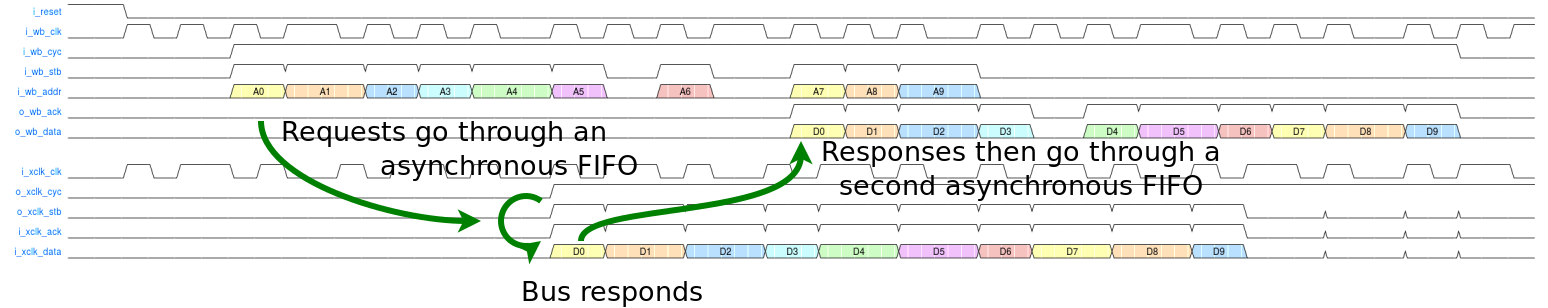 i_reset
i_wb_clk
i_wb_cyc
i_wb_stb
i_wb_addr A0 A1 A2 A3 A4 A5 A6 A7 A8 A9
o_wb_ack
o_wb_data D0 D1 D2 D3 D4 D5 D6 D7 D8 D9
Requests go through an
asynchronous FIFO
Responses then go through a
second asynchronous FIFO
i_xclk_clk
o_xclk_cyc
o_xclk_stb
i_xclk_ack
i_xclk_data D0 D1 D2 D3 D4 D5 D6 D7 D8 D9
Bus responds